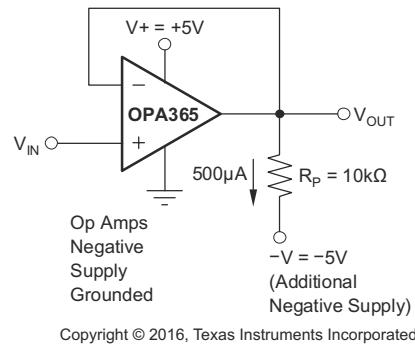 V+ = +5V
−
OPA365
+
V_IN
V_OUT
500µA
R_P = 10kΩ
Op Amps
Negative
Supply
Grounded
−V = −5V
(Additional
Negative Supply)
Copyright © 2016, Texas Instruments Incorporated